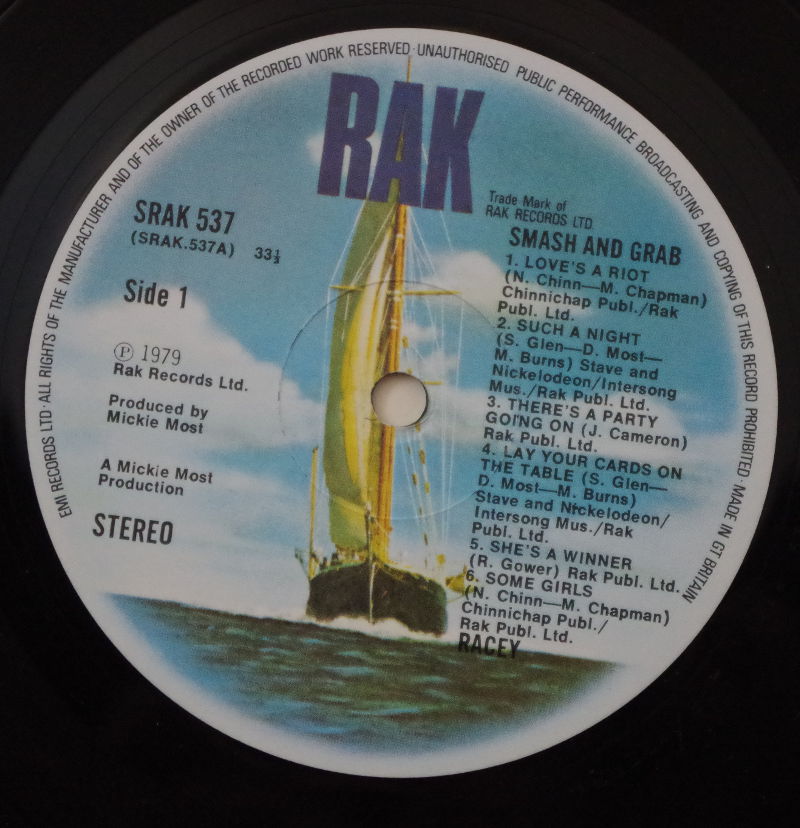 EMI RECORDS LTD · ALL RIGHTS OF THE MANUFACTURER AND OF THE OWNER OF THE RECORDED WORK RESERVED · UNAUTHORISED PUBLIC PERFORMANCE BROADCASTING AND COPYING OF THIS RECORD PROHIBITED MADE IN GT BRITAIN
RAK
Trade Mark of
RAK RECORDS LTD.
SRAK 537
(SRAK.537A) 33⅓
Side 1
Ⓟ 1979
Rak Records Ltd.
Produced by
Mickie Most
A Mickie Most
Production
STEREO
SMASH AND GRAB
1. LOVE'S A RIOT
(N. Chinn—M. Chapman)
Chinnichap Publ./Rak
Publ. Ltd.
2. SUCH A NIGHT
(S. Glen—D. Most—
M. Burns) Stave and
Nickelodeon/Intersong
Mus./Rak Publ. Ltd.
3. THERE'S A PARTY
GOING ON (J. Cameron)
Rak Publ. Ltd.
4. LAY YOUR CARDS ON
THE TABLE (S. Glen—
D. Most—M. Burns)
Stave and Nickelodeon/
Intersong Mus./Rak
Publ. Ltd.
5. SHE'S A WINNER
(R. Gower) Rak Publ. Ltd.
6. SOME GIRLS
(N. Chinn—M. Chapman)
Chinnichap Publ./
Rak Publ. Ltd.
RACEY